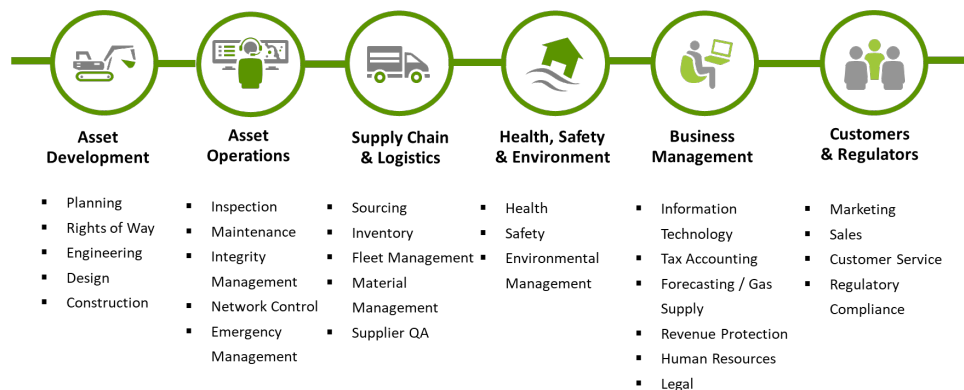 Asset
Development
Asset
Operations
Supply Chain
& Logistics
Health, Safety
& Environment
Business
Management
Customers
& Regulators
▪ Planning
▪ Rights of Way
▪ Engineering
▪ Design
▪ Construction
▪ Inspection
▪ Maintenance
▪ Integrity
Management
▪ Network Control
▪ Emergency
Management
▪ Sourcing
▪ Inventory
▪ Fleet Management
▪ Material
Management
▪ Supplier QA
▪ Health
▪ Safety
▪ Environmental
Management
▪ Information
Technology
▪ Tax Accounting
▪ Forecasting / Gas
Supply
▪ Revenue Protection
▪ Human Resources
▪ Legal
▪ Marketing
▪ Sales
▪ Customer Service
▪ Regulatory
Compliance